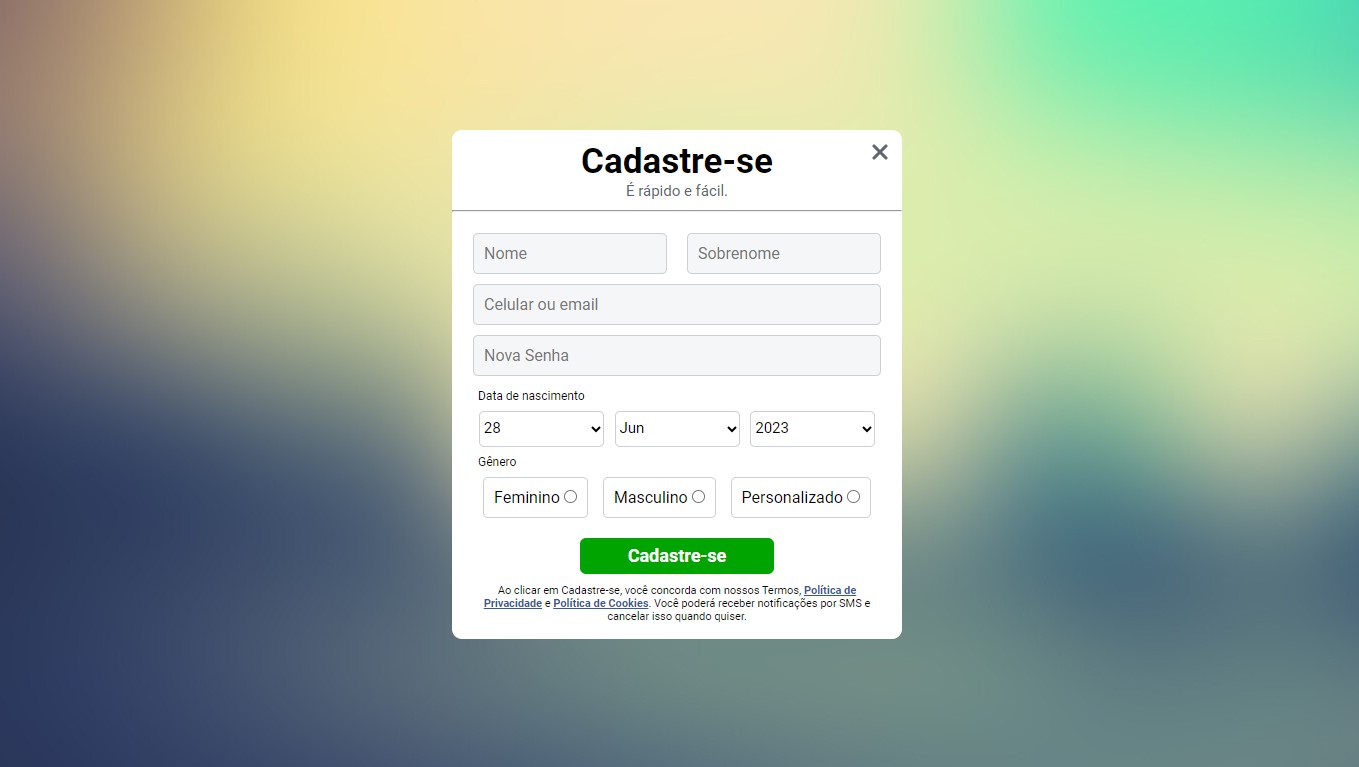 Cadastre-se
É rápido e fácil.
Nome
Sobrenome
Celular ou email
Nova Senha
Data de nascimento
28
Jun
2023
Gênero
Feminino
Masculino
Personalizado
Cadastre-se
Ao clicar em Cadastre-se, você concorda com nossos Termos, Política de
Privacidade e Política de Cookies. Você poderá receber notificações por SMS e
cancelar isso quando quiser.